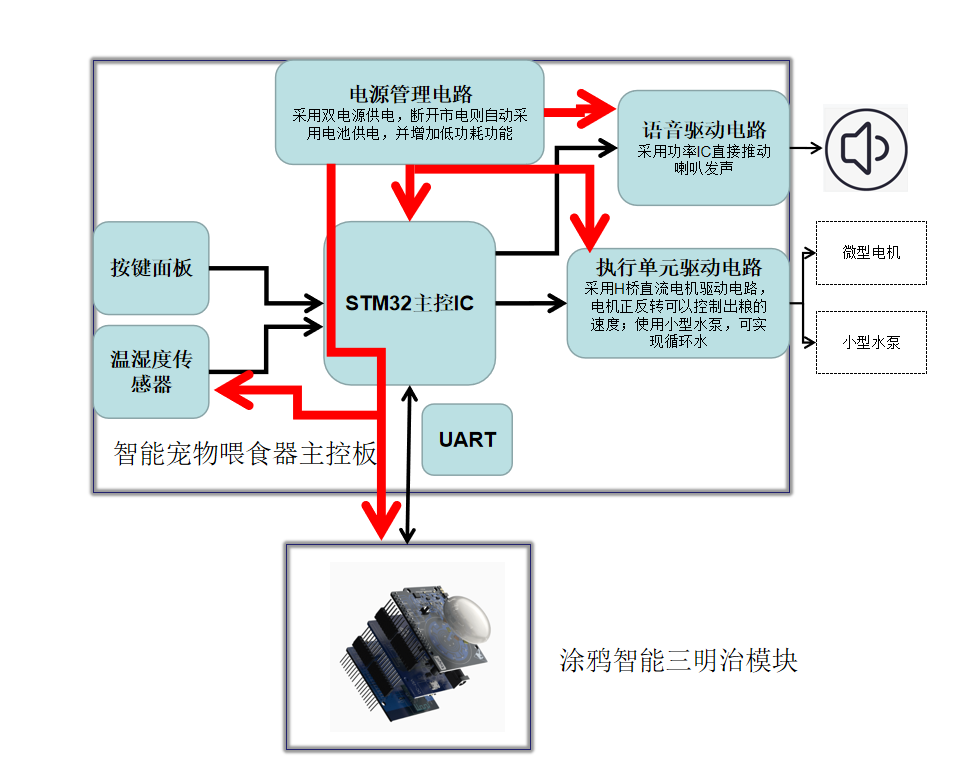 电源管理电路
采用双电源供电，断开市电则自动采
用电池供电，并增加低功耗功能
语音驱动电路
采用功率IC直接推动
喇叭发声
按键面板
STM32主控IC
执行单元驱动电路
采用H桥直流电机驱动电路，
电机正反转可以控制出粮的
速度；使用小型水泵，可实
现循环水
微型电机
小型水泵
温湿度传
感器
UART
智能宠物喂食器主控板
涂鸦智能三明治模块